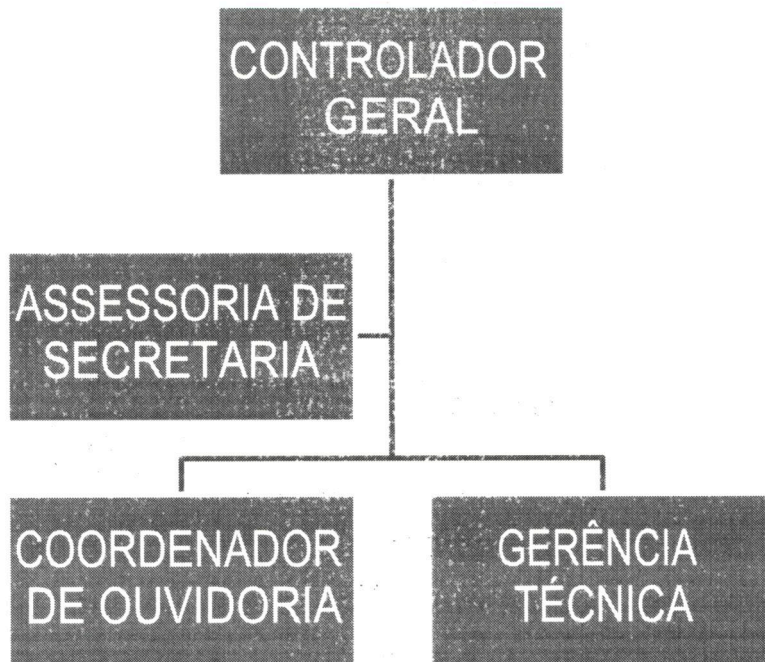 CONTROLADOR
GERAL
ASSESSORIA DE
SECRETARIA
COORDENADOR
DE OUVIDORIA
GERÊNCIA
TÉCNICA